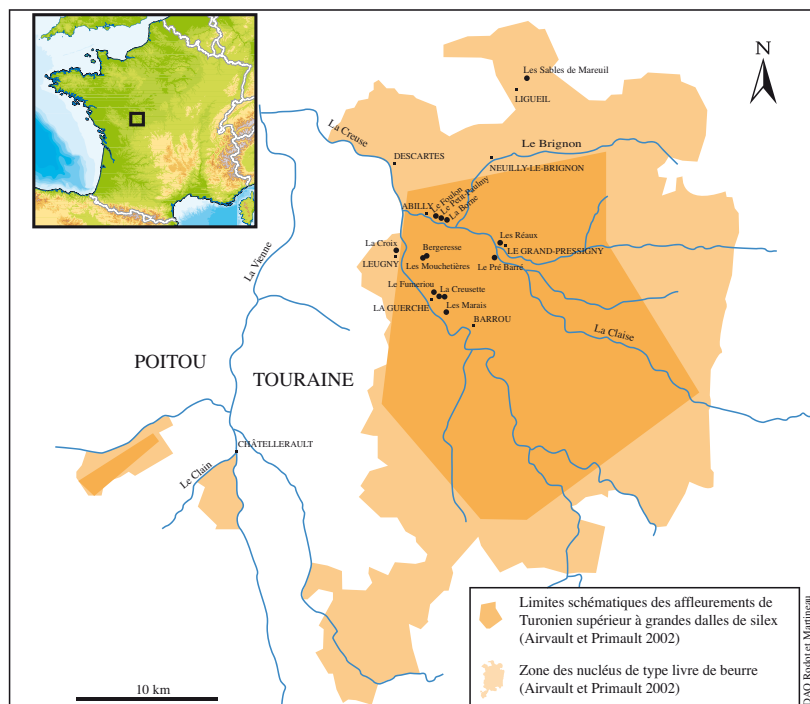 N
Les Sables de Mareuil
LIGUEIL
La Creuse
Le Brignon
DESCARTES
NEUILLY-LE-BRIGNON
ABILLY
Le Foulon
Le Petit-Paulmy
La Borne
Les Réaux
LE GRAND-PRESSIGNY
La Croix
LEUGNY
Bergeresse
Les Mouchetières
Le Pré Barré
La Vienne
Le Fumeriou
La Creusette
LA GUERCHE
Les Marais
BARROU
La Claise
POITOU
TOURAINE
CHÂTELLERAULT
Le Clain
Limites schématiques des affleurements de
Turonien supérieur à grandes dalles de silex
(Airvault et Primault 2002)
Zone des nucléus de type livre de beurre
(Airvault et Primault 2002)
10 km
DAO Rodot et Martineau